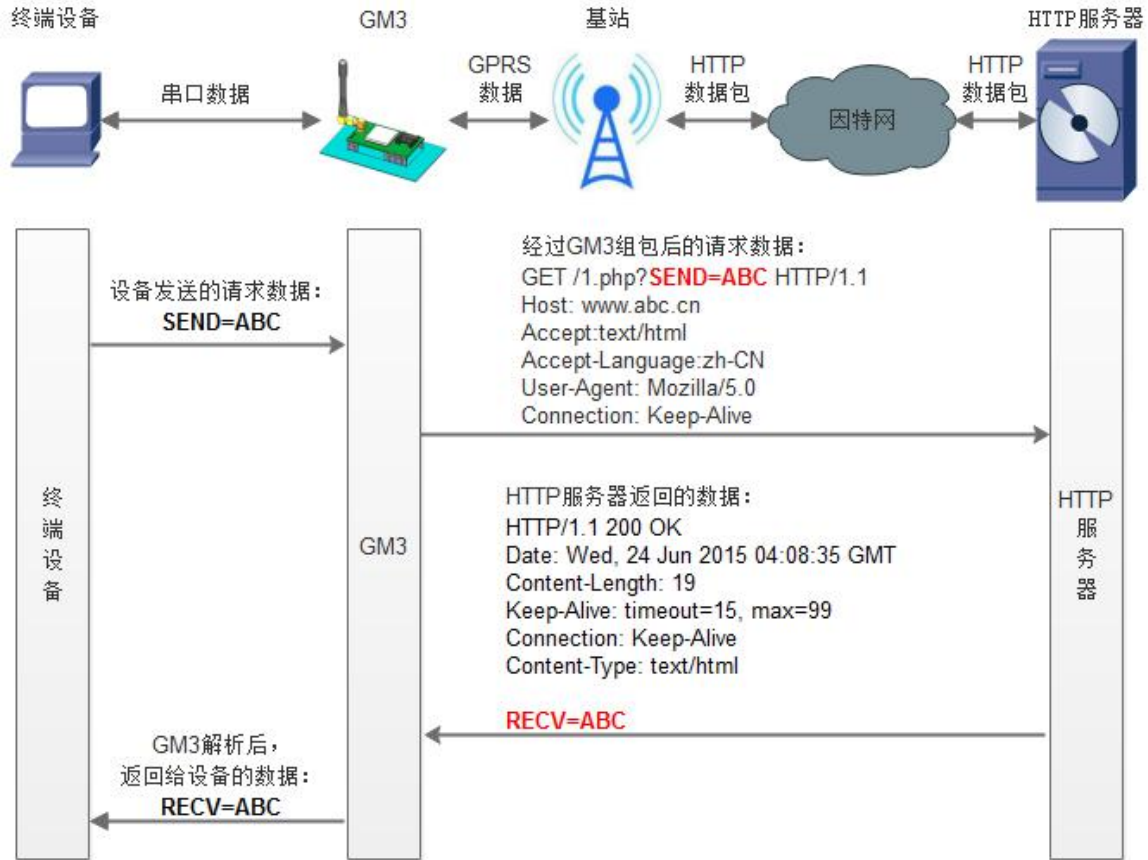 终端设备
GM3
基站
HTTP服务器
串口数据
GPRS
数据
HTTP
数据包
因特网
HTTP
数据包
设备发送的请求数据：
SEND=ABC
经过GM3组包后的请求数据：
GET /1.php?SEND=ABC HTTP/1.1
Host: www.abc.cn
Accept:text/html
Accept-Language:zh-CN
User-Agent: Mozilla/5.0
Connection: Keep-Alive
终
端
设
备
GM3
HTTP
服
务
器
HTTP服务器返回的数据：
HTTP/1.1 200 OK
Date: Wed, 24 Jun 2015 04:08:35 GMT
Content-Length: 19
Keep-Alive: timeout=15, max=99
Connection: Keep-Alive
Content-Type: text/html
RECV=ABC
GM3解析后，
返回给设备的数据：
RECV=ABC